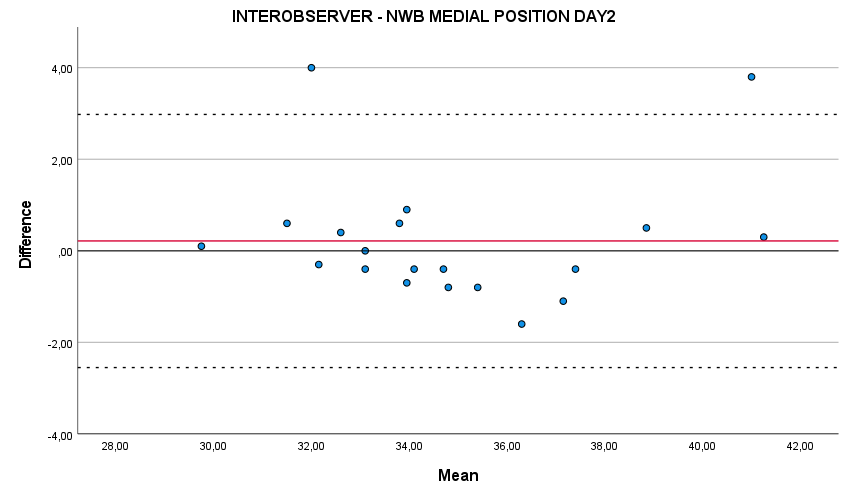 INTEROBSERVER - NWB MEDIAL POSITION DAY2
4,00
2,00
,00
-2,00
-4,00
Difference
28,00 30,00 32,00 34,00 36,00 38,00 40,00 42,00
Mean